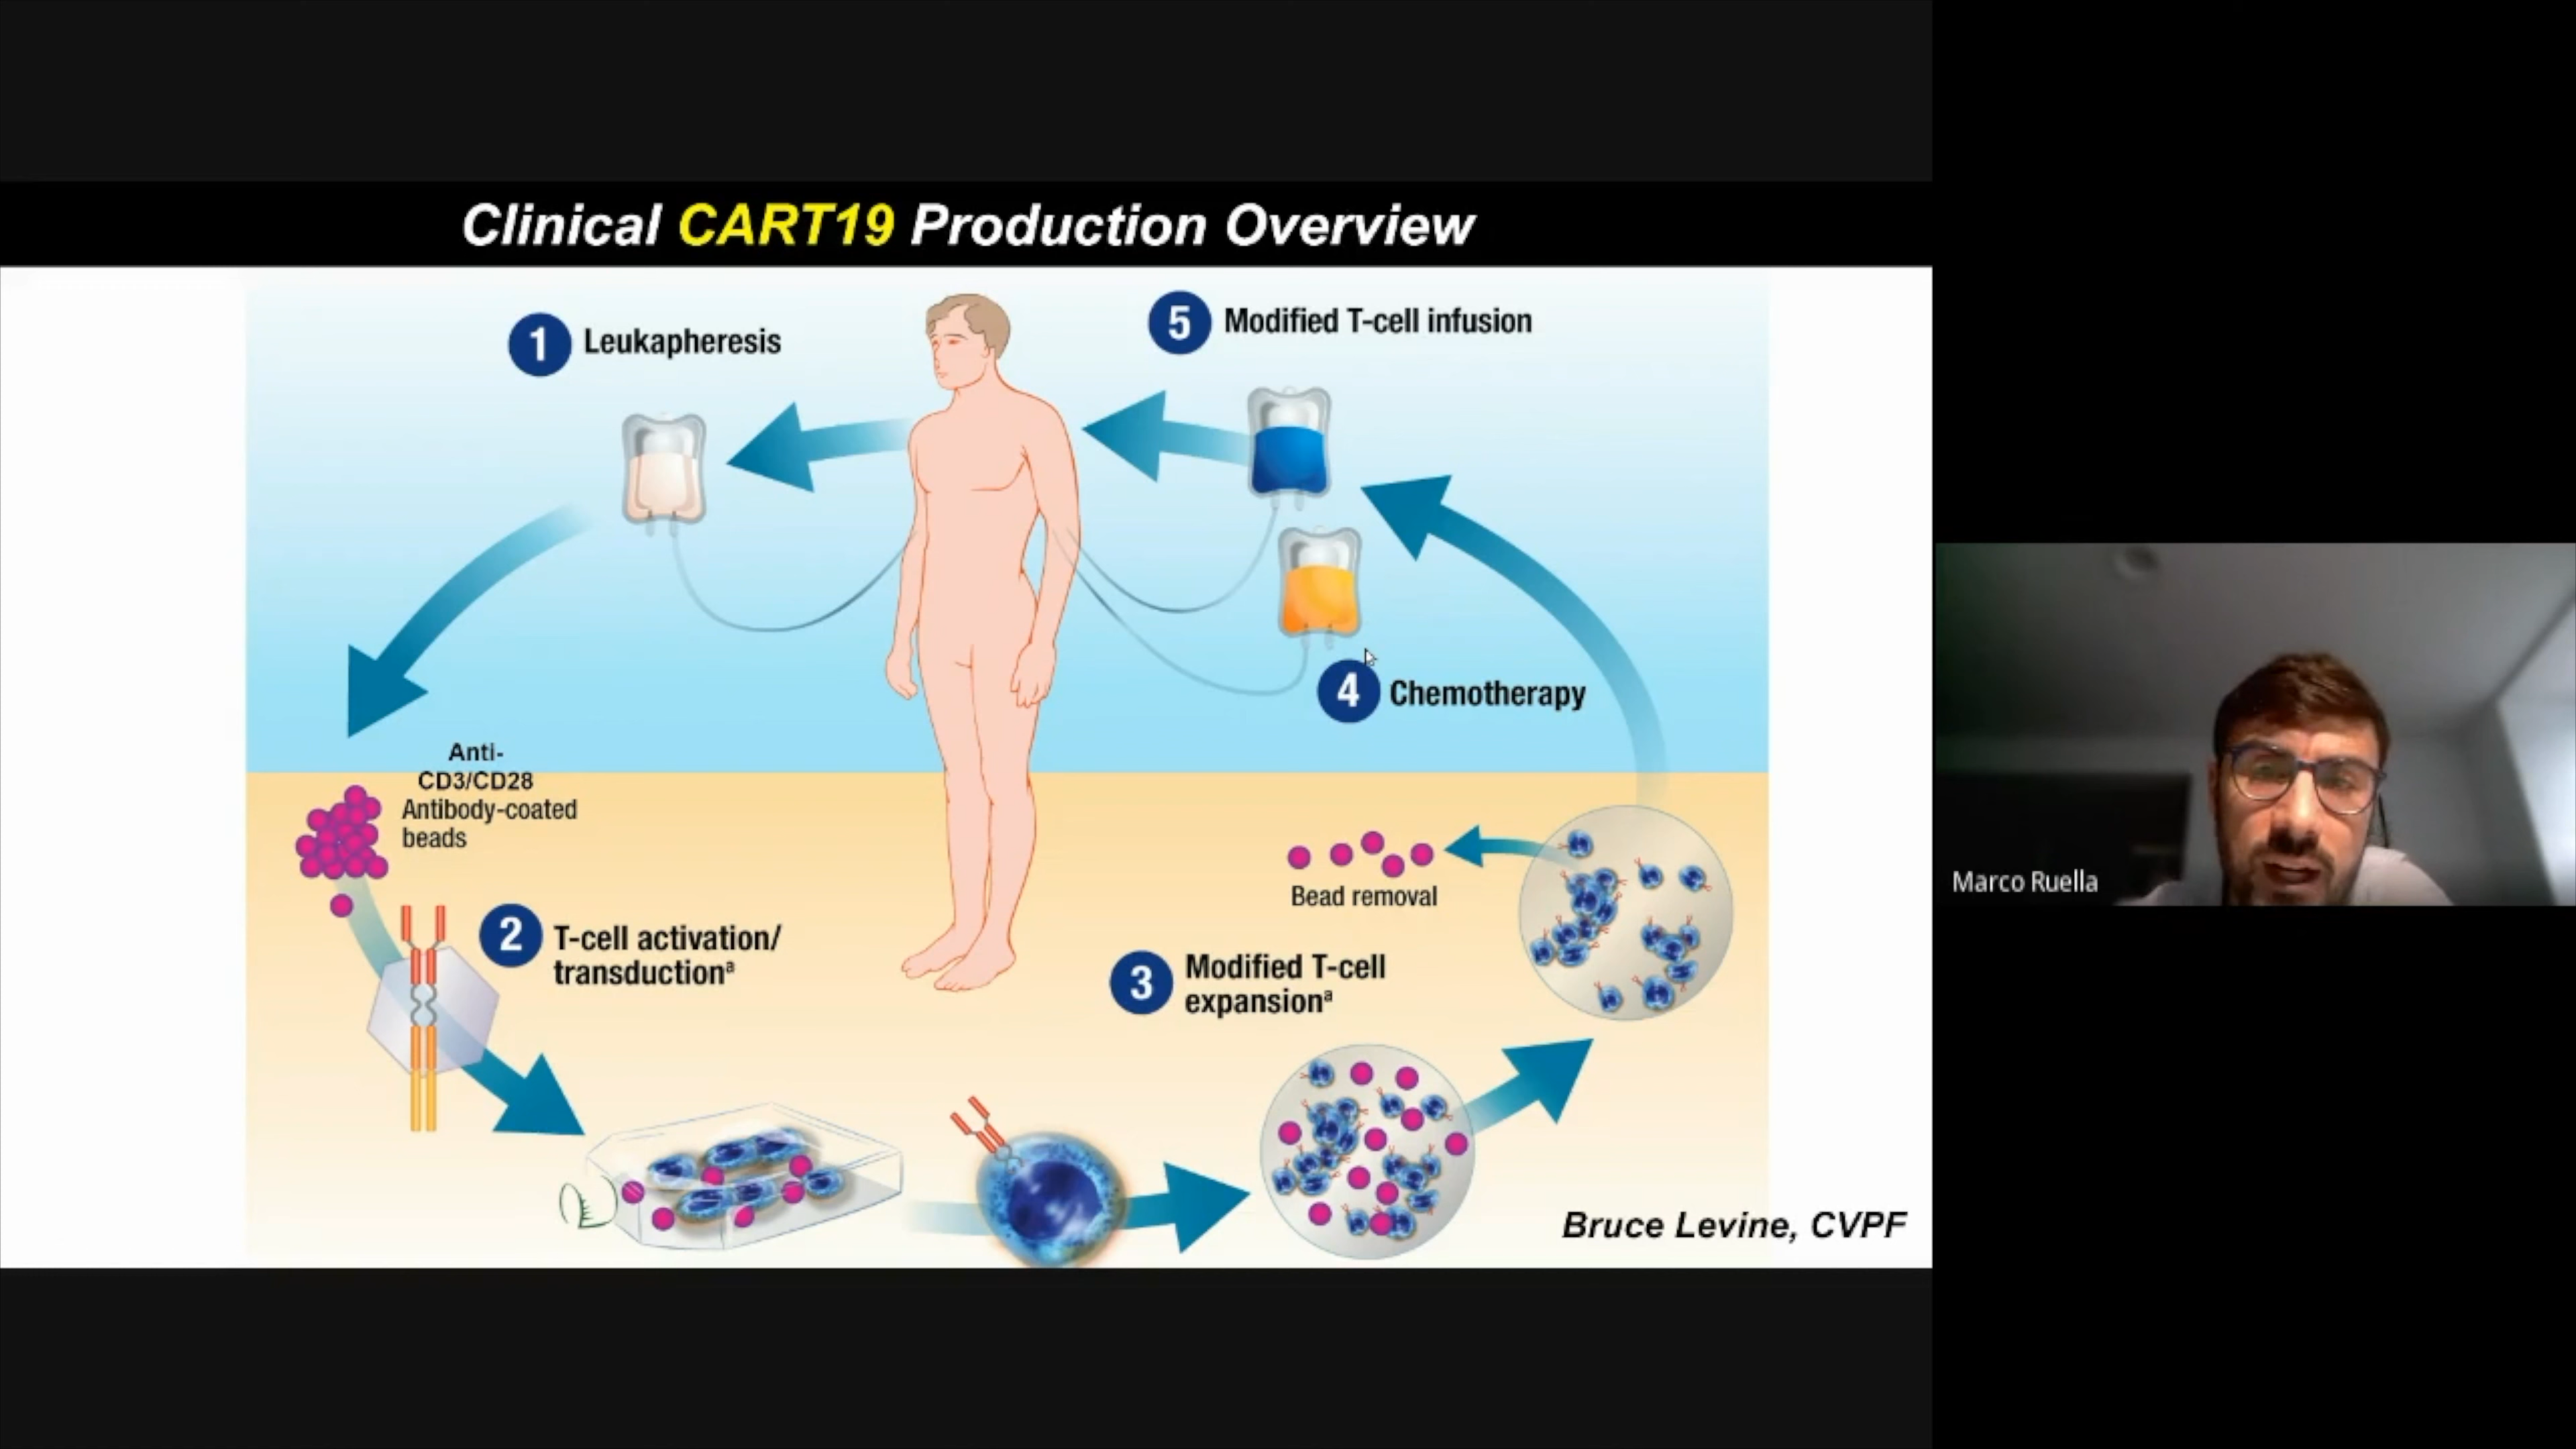 Clinical CART19 Production Overview
1 Leukapheresis
5 Modified T-cell infusion
4 Chemotherapy
Anti-
CD3/CD28
Antibody-coated
beads
2 T-cell activation/
transductionᵃ
Bead removal
3 Modified T-cell
expansionᵃ
Bruce Levine, CVPF
Marco Ruella